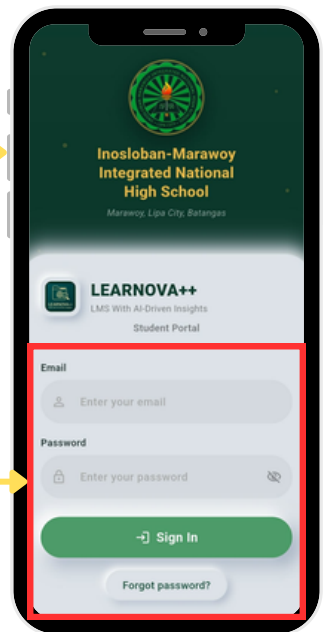 Inosloban-Marawoy
Integrated National
High School
Marawoy, Lipa City, Batangas
LEARNOVA++
LMS With AI-Driven Insights
Student Portal
Email
Enter your email
Password
Enter your password
Sign In
Forgot password?